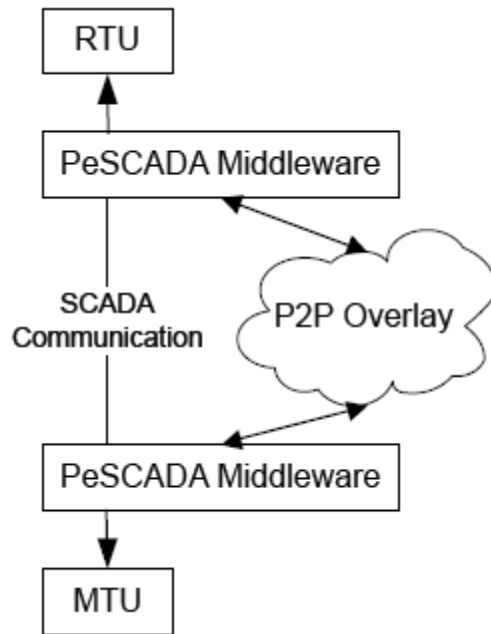 RTU
PeSCADA Middleware
SCADA
Communication
P2P Overlay
PeSCADA Middleware
MTU